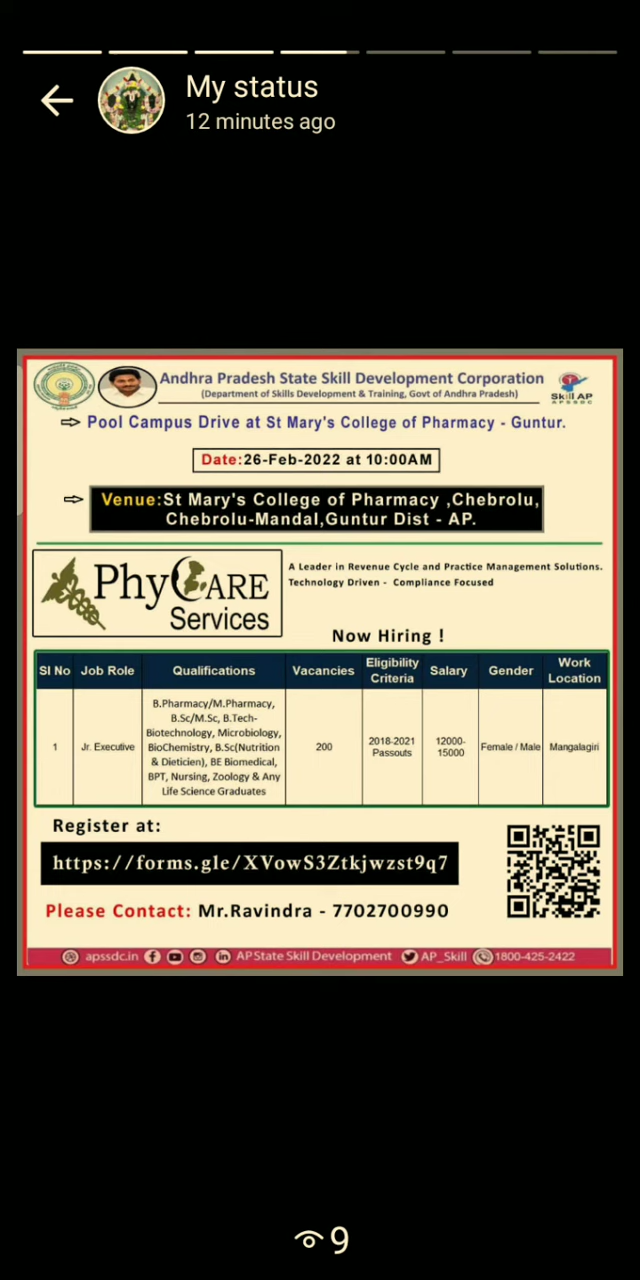 My status
12 minutes ago
Andhra Pradesh State Skill Development Corporation
(Department of Skills Development & Training, Govt of Andhra Pradesh)
Skill AP
APSSDC
⇨ Pool Campus Drive at St Mary's College of Pharmacy - Guntur.
Date:26-Feb-2022 at 10:00AM
⇨ Venue:St Mary's College of Pharmacy ,Chebrolu,
Chebrolu-Mandal,Guntur Dist - AP.
PhyCARE
Services
A Leader in Revenue Cycle and Practice Management Solutions.
Technology Driven - Compliance Focused
Now Hiring !
Sl No Job Role Qualifications Vacancies Eligibility Criteria Salary Gender Work Location
1 Jr. Executive
B.Pharmacy/M.Pharmacy,
B.Sc/M.Sc, B.Tech-
Biotechnology, Microbiology,
BioChemistry, B.Sc(Nutrition
& Dieticien), BE Biomedical,
BPT, Nursing, Zoology & Any
Life Science Graduates
200
2018-2021
Passouts
12000-
15000
Female / Male
Mangalagiri
Register at:
https://forms.gle/XVowS3Ztkjwzst9q7
Please Contact: Mr.Ravindra - 7702700990
apssdc.in AP State Skill Development AP_Skill 1800-425-2422
9